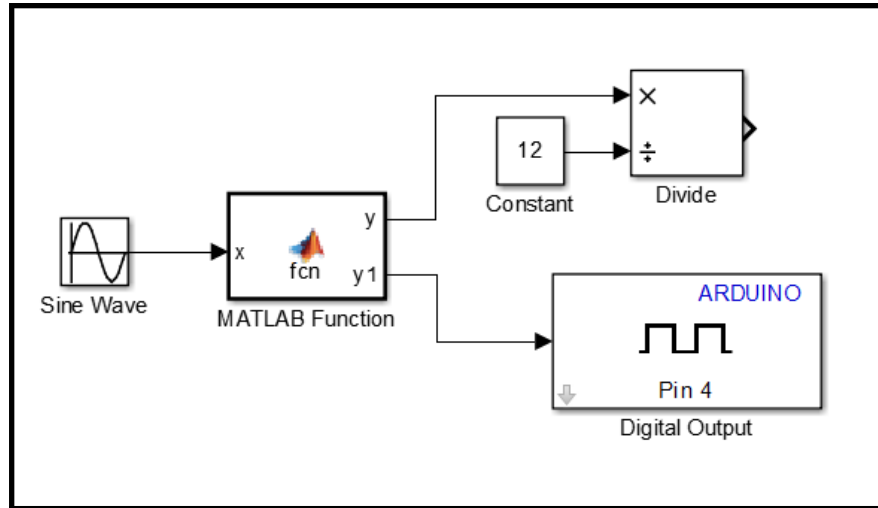 ×
12
÷
Constant
Divide
y
x
fcn
y1
Sine Wave
MATLAB Function
ARDUINO
Pin 4
Digital Output